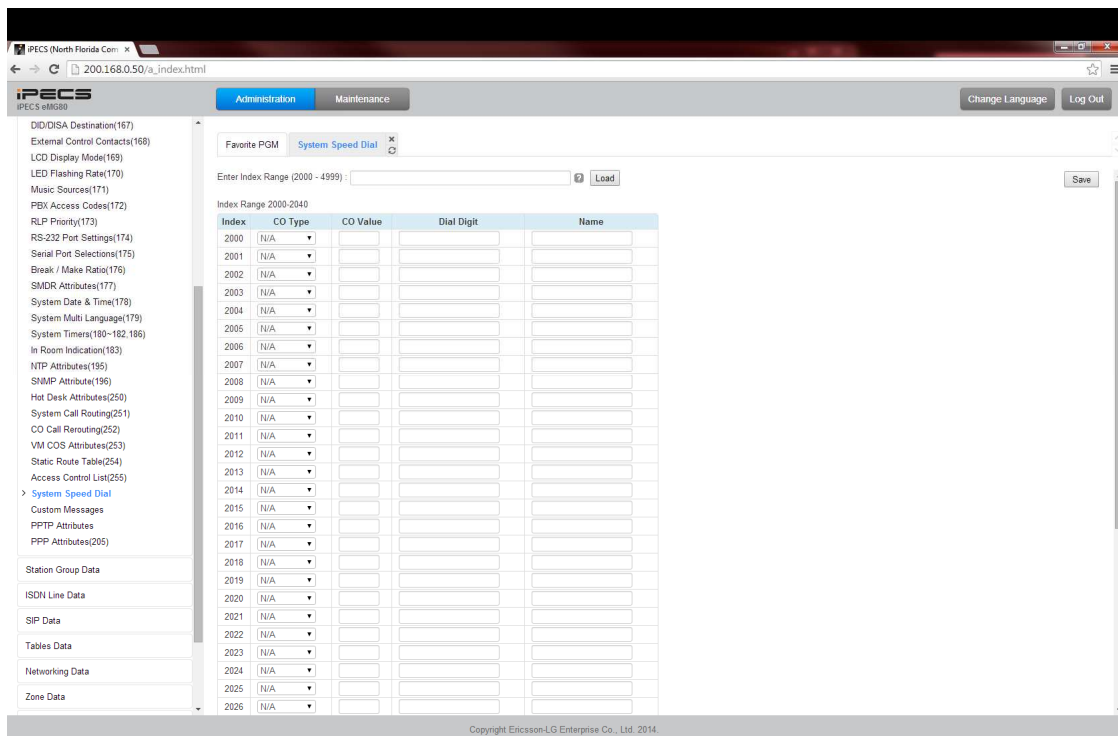 iPECS (North Florida Com
200.168.0.50/a_index.html
iPECS
iPECS eMG80
Administration
Maintenance
Change Language
Log Out
DID/DISA Destination(167)
External Control Contacts(168)
LCD Display Mode(169)
LED Flashing Rate(170)
Music Sources(171)
PBX Access Codes(172)
RLP Priority(173)
RS-232 Port Settings(174)
Serial Port Selections(175)
Break / Make Ratio(176)
SMDR Attributes(177)
System Date & Time(178)
System Multi Language(179)
System Timers(180~182,186)
In Room Indication(183)
NTP Attributes(195)
SNMP Attribute(196)
Hot Desk Attributes(250)
System Call Routing(251)
CO Call Rerouting(252)
VM COS Attributes(253)
Static Route Table(254)
Access Control List(255)
> System Speed Dial
Custom Messages
PPTP Attributes
PPP Attributes(205)
Station Group Data
ISDN Line Data
SIP Data
Tables Data
Networking Data
Zone Data
Favorite PGM
System Speed Dial
Enter Index Range (2000 - 4999) :
Load
Save
Index Range 2000-2040
Index CO Type CO Value Dial Digit Name
2000 N/A
2001 N/A
2002 N/A
2003 N/A
2004 N/A
2005 N/A
2006 N/A
2007 N/A
2008 N/A
2009 N/A
2010 N/A
2011 N/A
2012 N/A
2013 N/A
2014 N/A
2015 N/A
2016 N/A
2017 N/A
2018 N/A
2019 N/A
2020 N/A
2021 N/A
2022 N/A
2023 N/A
2024 N/A
2025 N/A
2026 N/A
Copyright Ericsson-LG Enterprise Co., Ltd. 2014.